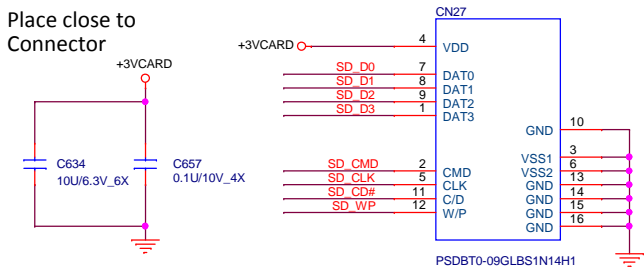 Place close to
Connector
+3VCARD
C634
10U/6.3V_6X
C657
0.1U/10V_4X
CN27
+3VCARD
4
VDD
SD_D0
7
DAT0
SD_D1
8
DAT1
SD_D2
9
DAT2
SD_D3
1
DAT3
10
GND
3
VSS1
SD_CMD
2
CMD
6
VSS2
SD_CLK
5
CLK
13
GND
SD_CD#
11
C/D
14
GND
SD_WP
12
W/P
15
GND
16
GND
PSDBT0-09GLBS1N14H1